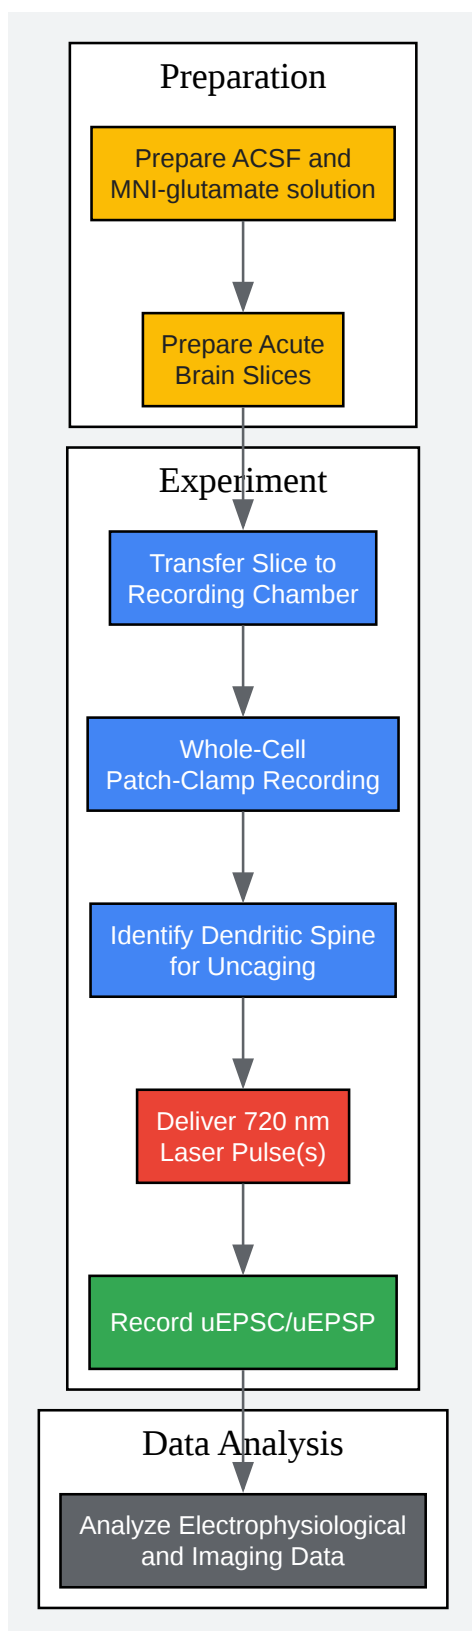 Preparation
Prepare ACSF and
MNI-glutamate solution
Prepare Acute
Brain Slices
Experiment
Transfer Slice to
Recording Chamber
Whole-Cell
Patch-Clamp Recording
Identify Dendritic Spine
for Uncaging
Deliver 720 nm
Laser Pulse(s)
Record uEPSC/uEPSP
Data Analysis
Analyze Electrophysiological
and Imaging Data